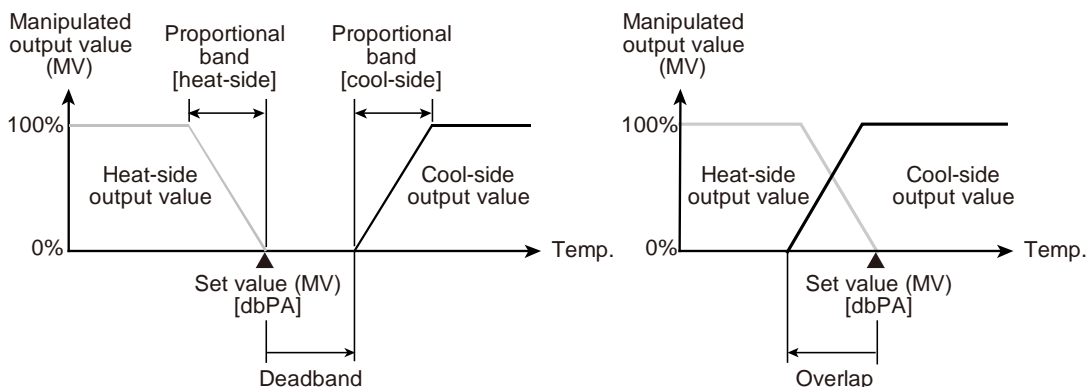 Manipulated
output value
(MV)
Proportional
band
[heat-side]
Proportional
band
[cool-side]
100%
Heat-side
output value
Cool-side
output value
0%
Temp.
Set value (MV)
[dbPA]
Deadband
Manipulated
output value
(MV)
100%
Heat-side
output value
Cool-side
output value
0%
Temp.
Set value (MV)
[dbPA]
Overlap